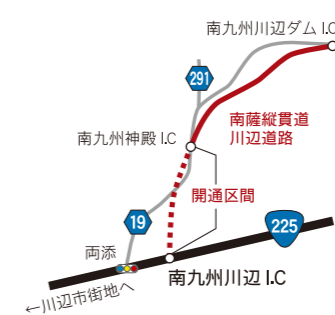 南九州川辺ダム I.C
291
南薩縦貫道
川辺道路
南九州神殿 I.C
開通区間
19
225
両添
南九州川辺 I.C
←川辺市街地へ